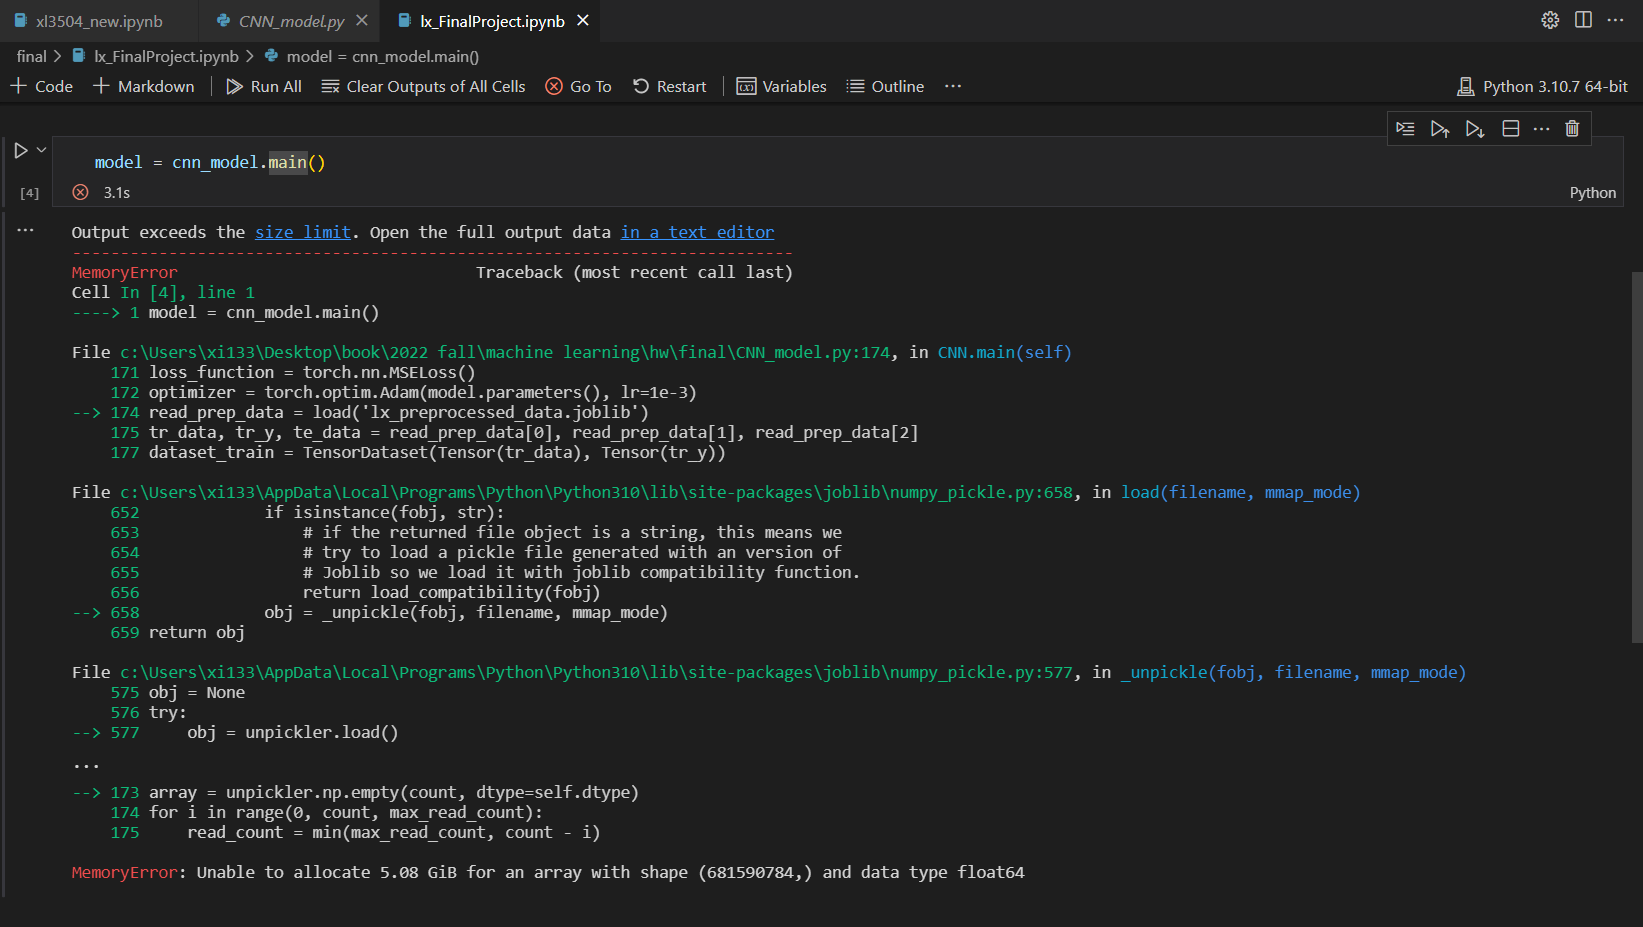 xl3504_new.ipynb CNN_model.py lx_FinalProject.ipynb
final > lx_FinalProject.ipynb > model = cnn_model.main()
+ Code + Markdown | Run All Clear Outputs of All Cells Go To Restart | Variables Outline ... Python 3.10.7 64-bit
model = cnn_model.main()
[4] 3.1s Python
... Output exceeds the size limit. Open the full output data in a text editor
---------------------------------------------------------------------------
MemoryError Traceback (most recent call last)
Cell In [4], line 1
----> 1 model = cnn_model.main()
File c:\Users\xi133\Desktop\book\2022 fall\machine learning\hw\final\CNN_model.py:174, in CNN.main(self)
171 loss_function = torch.nn.MSELoss()
172 optimizer = torch.optim.Adam(model.parameters(), lr=1e-3)
--> 174 read_prep_data = load('lx_preprocessed_data.joblib')
175 tr_data, tr_y, te_data = read_prep_data[0], read_prep_data[1], read_prep_data[2]
177 dataset_train = TensorDataset(Tensor(tr_data), Tensor(tr_y))
File c:\Users\xi133\AppData\Local\Programs\Python\Python310\lib\site-packages\joblib\numpy_pickle.py:658, in load(filename, mmap_mode)
652 if isinstance(fobj, str):
653 # if the returned file object is a string, this means we
654 # try to load a pickle file generated with an version of
655 # Joblib so we load it with joblib compatibility function.
656 return load_compatibility(fobj)
--> 658 obj = _unpickle(fobj, filename, mmap_mode)
659 return obj
File c:\Users\xi133\AppData\Local\Programs\Python\Python310\lib\site-packages\joblib\numpy_pickle.py:577, in _unpickle(fobj, filename, mmap_mode)
575 obj = None
576 try:
--> 577 obj = unpickler.load()
...
--> 173 array = unpickler.np.empty(count, dtype=self.dtype)
174 for i in range(0, count, max_read_count):
175 read_count = min(max_read_count, count - i)
MemoryError: Unable to allocate 5.08 GiB for an array with shape (681590784,) and data type float64